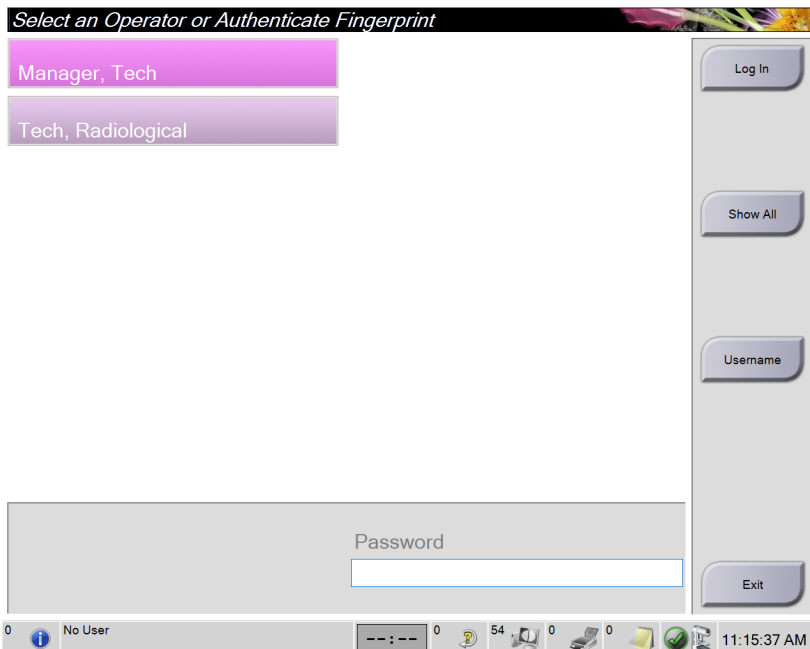 Select an Operator or Authenticate Fingerprint
Manager, Tech
Tech, Radiological
Log In
Show All
Username
Password
Exit
0 No User --:-- 0 54 0 0 11:15:37 AM